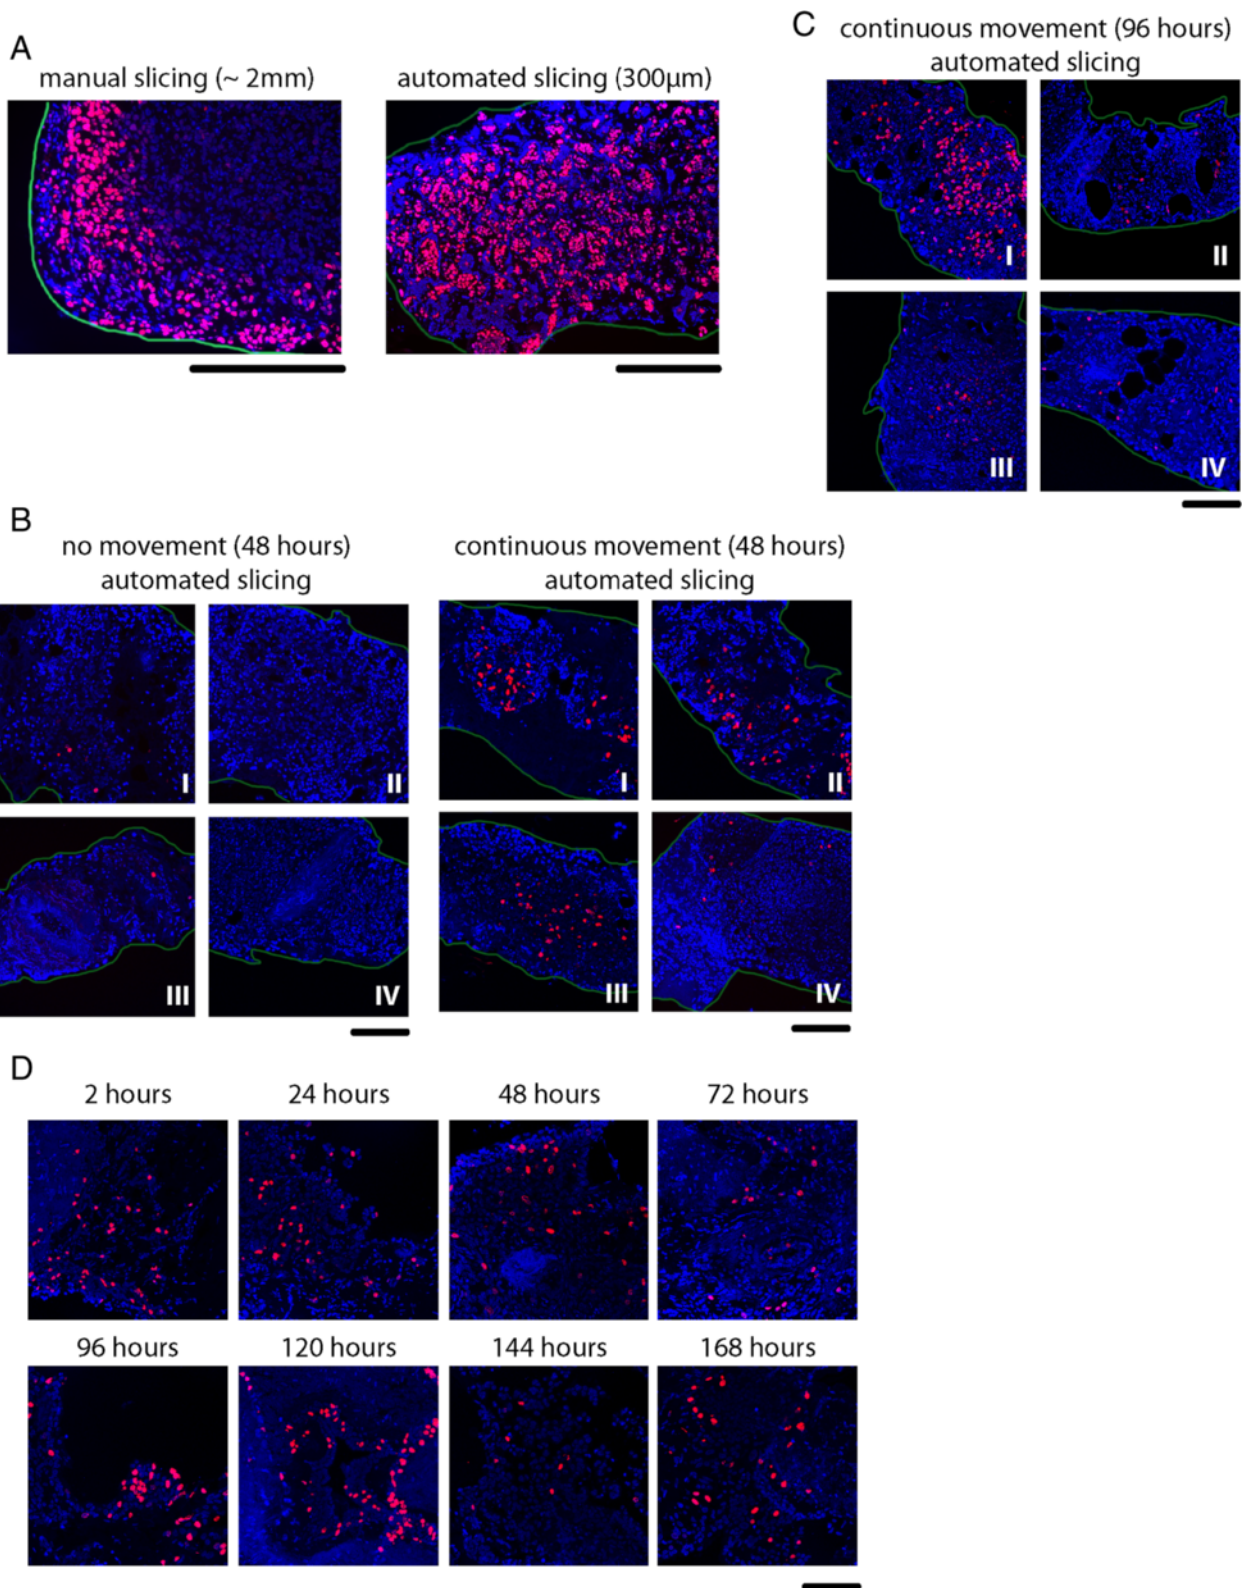 A
manual slicing (~ 2mm)
automated slicing (300µm)
C
continuous movement (96 hours)
automated slicing
I
II
III
IV
B
no movement (48 hours)
automated slicing
continuous movement (48 hours)
automated slicing
I
II
I
II
III
IV
III
IV
D
2 hours
24 hours
48 hours
72 hours
96 hours
120 hours
144 hours
168 hours